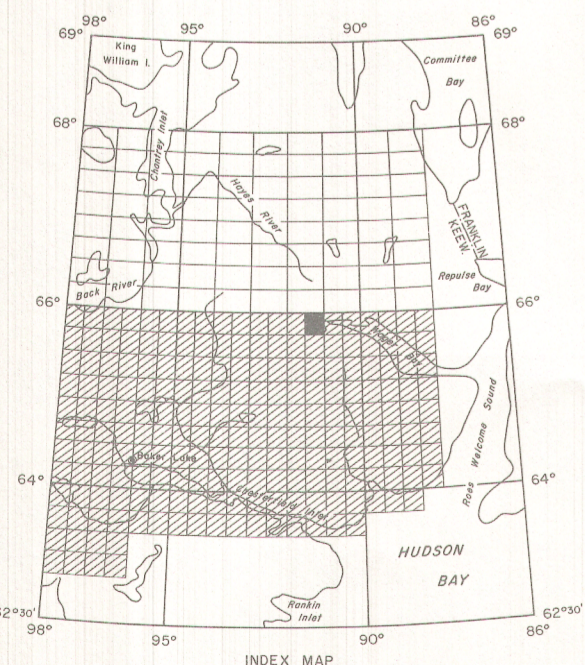 98°
95°
90°
86°
69°
69°
King
William I.
Committee
Bay
68°
68°
Chantrey Inlet
Hayes
River
FRANKLIN
KEEW.
Back River
Repulse
Bay
66°
66°
Wager Bay
Baker Lake
Chesterfield Inlet
Roes Welcome Sound
64°
64°
HUDSON
BAY
Rankin
Inlet
62°30'
62°30'
98°
95°
90°
86°
INDEX MAP